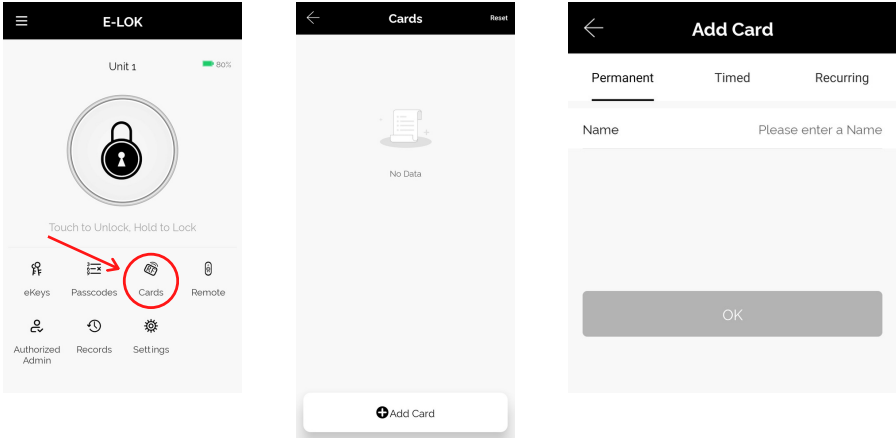 E-LOK
Unit 1
80%
Touch to Unlock, Hold to Lock
eKeys
Passcodes
Cards
Remote
Authorized
Admin
Records
Settings
Cards
Reset
No Data
Add Card
Add Card
Permanent
Timed
Recurring
Name
Please enter a Name
OK